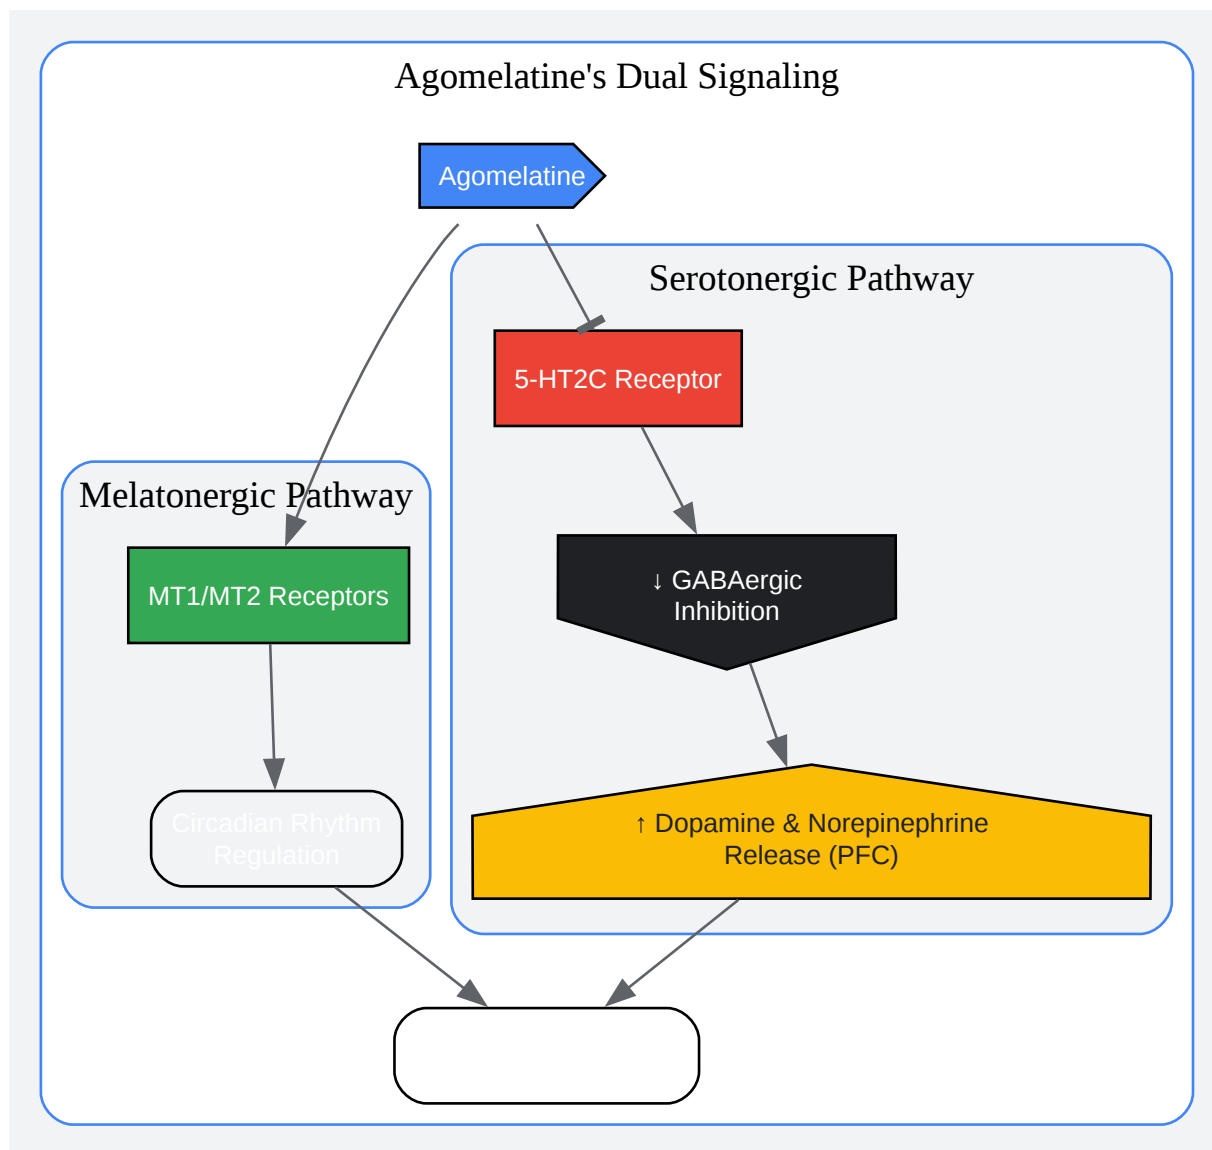 Agomelatine's Dual Signaling
Agomelatine
Serotonergic Pathway
5-HT2C Receptor
Melatonergic Pathway
MT1/MT2 Receptors
↓ GABAergic
Inhibition
Circadian Rhythm
Regulation
↑ Dopamine & Norepinephrine
Release (PFC)